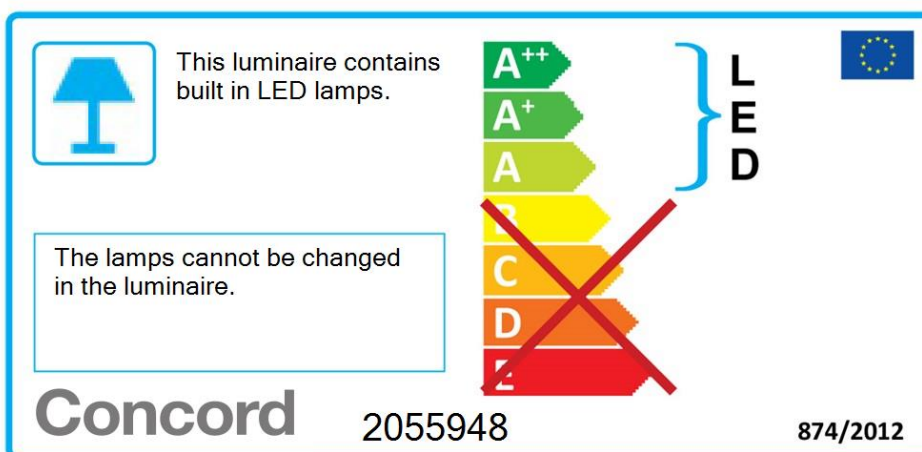 This luminaire contains
built in LED lamps.
The lamps cannot be changed
in the luminaire.
A++
A+
A
B
C
D
E
L
E
D
Concord
2055948
874/2012